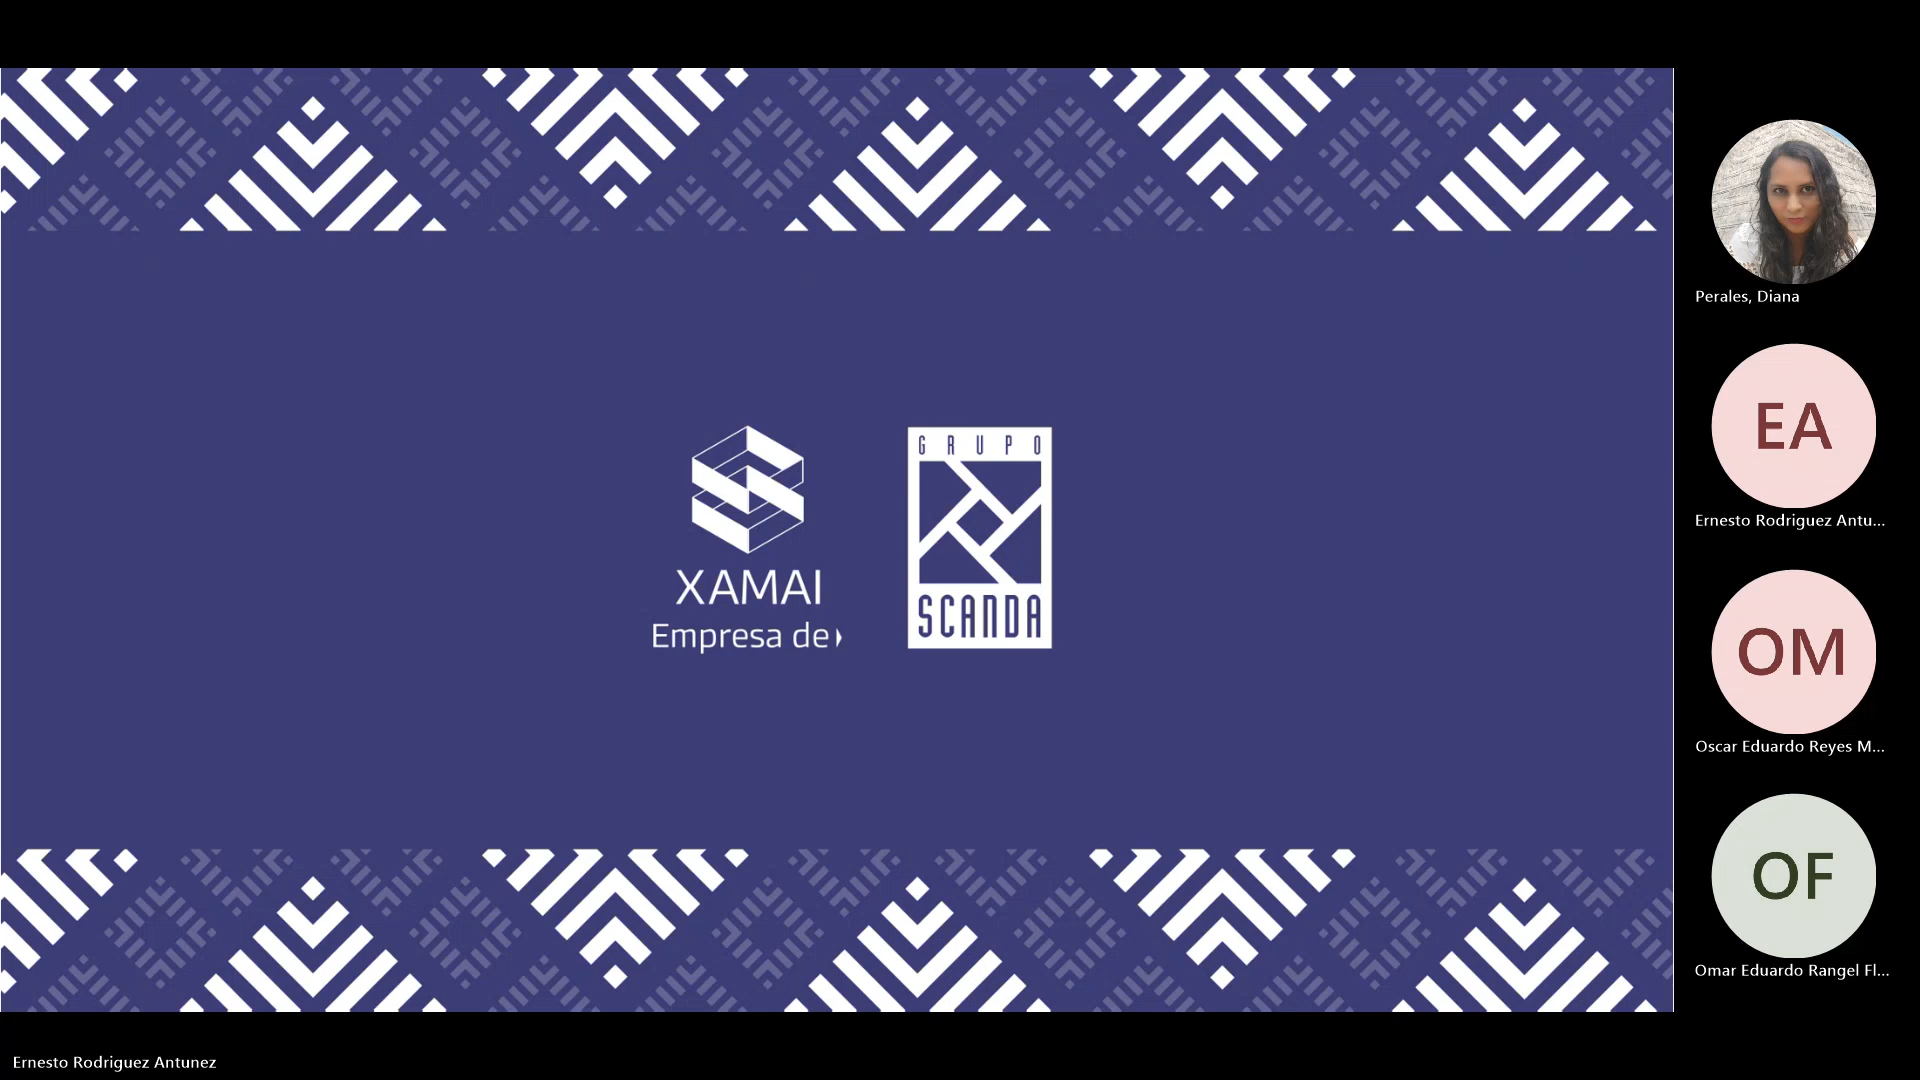 XAMAI
Empresa de
GRUPO
SCANDA
Perales, Diana
EA
Ernesto Rodriguez Antu...
OM
Oscar Eduardo Reyes M...
OF
Omar Eduardo Rangel Fl...
Ernesto Rodriguez Antunez